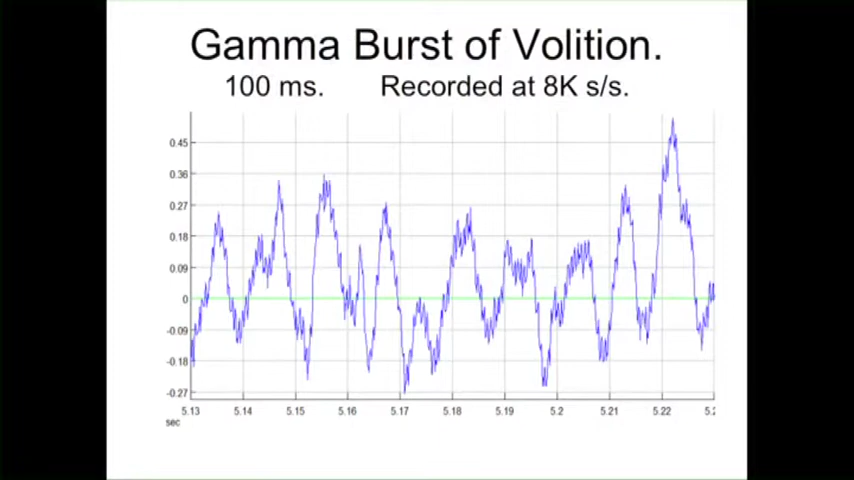 Gamma Burst of Volition.
100 ms. Recorded at 8K s/s.
0.45
0.36
0.27
0.18
0.09
0
-0.09
-0.18
-0.27
5.13 5.14 5.15 5.16 5.17 5.18 5.19 5.2 5.21 5.22
sec